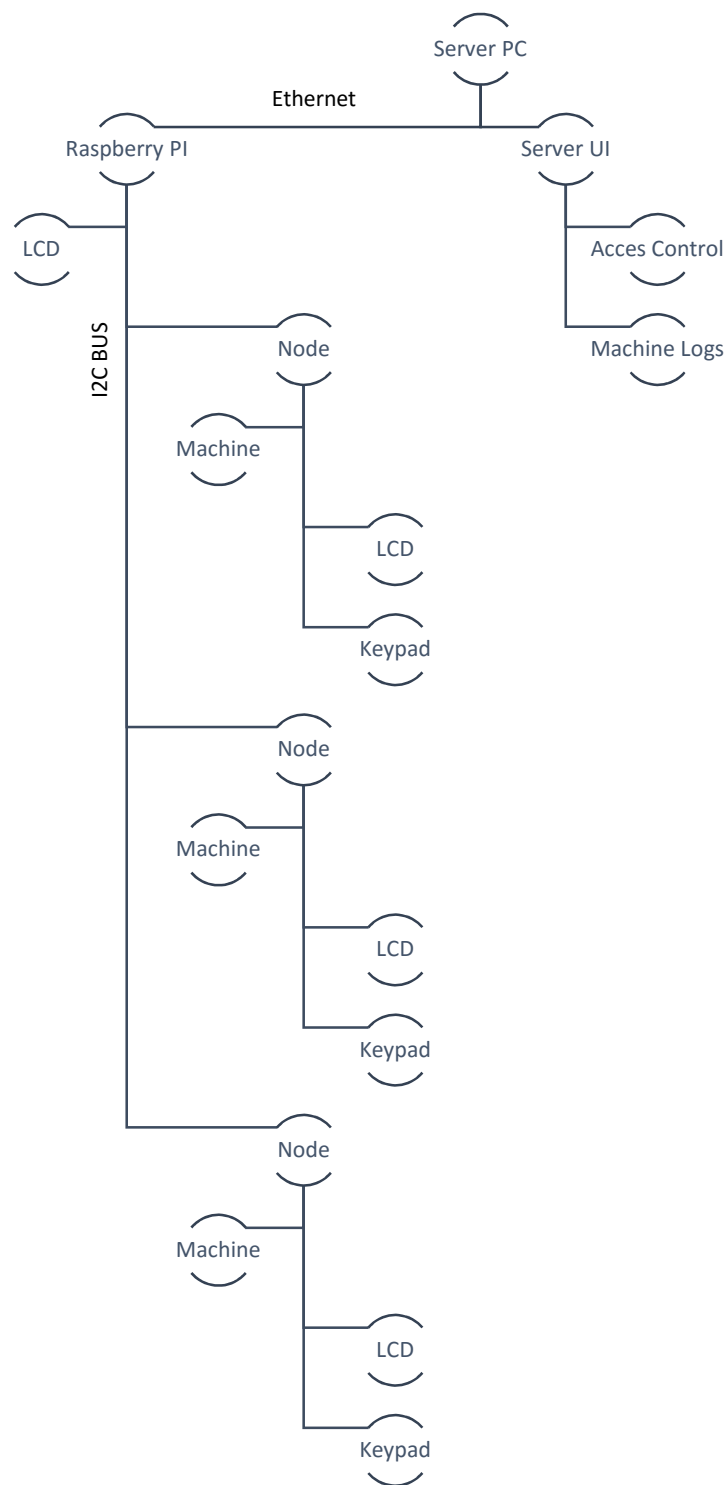 Server PC
Ethernet
Raspberry PI
Server UI
LCD
Acces Control
I2C BUS
Node
Machine Logs
Machine
LCD
Keypad
Node
Machine
LCD
Keypad
Node
Machine
LCD
Keypad